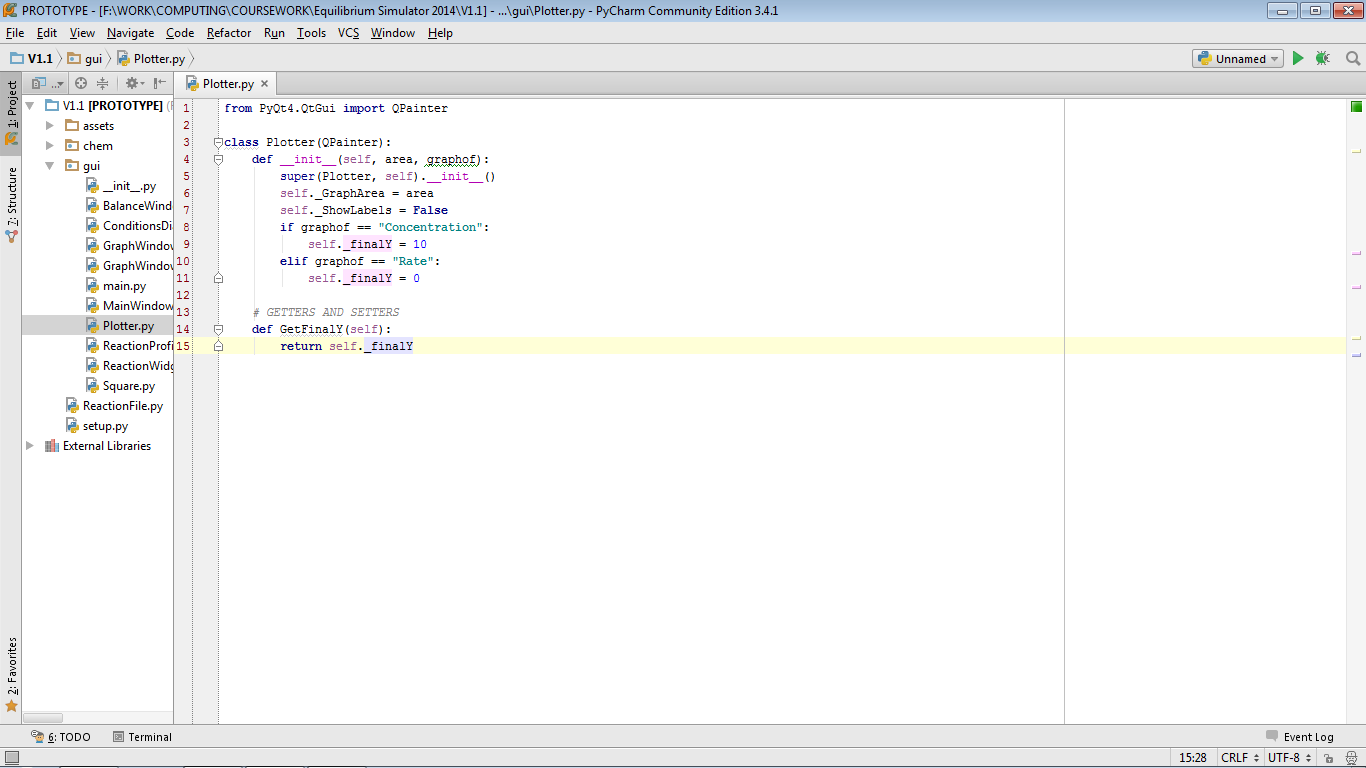 PROTOTYPE - [F:\WORK\COMPUTING\COURSEWORK\Equilibrium Simulator 2014\V1.1] - ...\gui\Plotter.py - PyCharm Community Edition 3.4.1
File Edit View Navigate Code Refactor Run Tools VCS Window Help
V1.1 gui Plotter.py Unnamed
1: Project
7: Structure
2: Favorites
Plotter.py
V1.1 [PROTOTYPE]
assets
chem
gui
__init__.py
BalanceWind
ConditionsDi
GraphWindo
GraphWindo
main.py
MainWindow
Plotter.py
ReactionProfi
ReactionWidg
Square.py
ReactionFile.py
setup.py
External Libraries
1 from PyQt4.QtGui import QPainter
2
3 class Plotter(QPainter):
4 def __init__(self, area, graphof):
5 super(Plotter, self).__init__()
6 self._GraphArea = area
7 self._ShowLabels = False
8 if graphof == "Concentration":
9 self._finalY = 10
10 elif graphof == "Rate":
11 self._finalY = 0
12
13 # GETTERS AND SETTERS
14 def GetFinalY(self):
15 return self._finalY
6: TODO Terminal Event Log
15:28 CRLF UTF-8